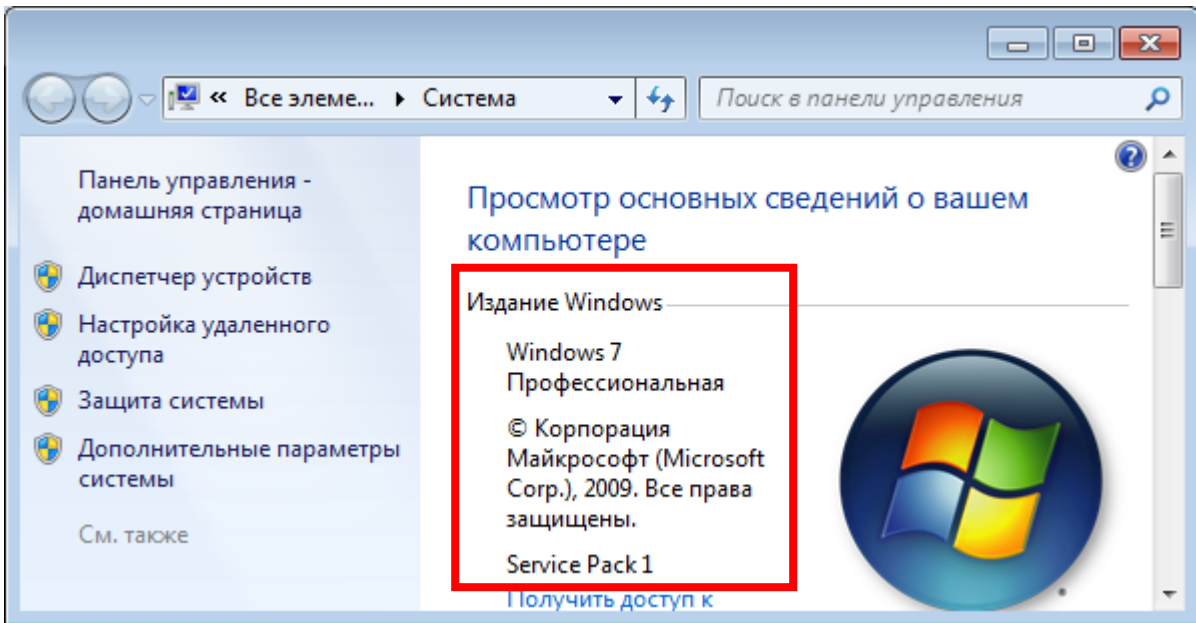 « Все элеме... Система
Поиск в панели управления
Панель управления -
домашняя страница
Диспетчер устройств
Настройка удаленного
доступа
Защита системы
Дополнительные параметры
системы
См. также
Просмотр основных сведений о вашем
компьютере
Издание Windows
Windows 7
Профессиональная
© Корпорация
Майкрософт (Microsoft
Corp.), 2009. Все права
защищены.
Service Pack 1
Получить доступ к